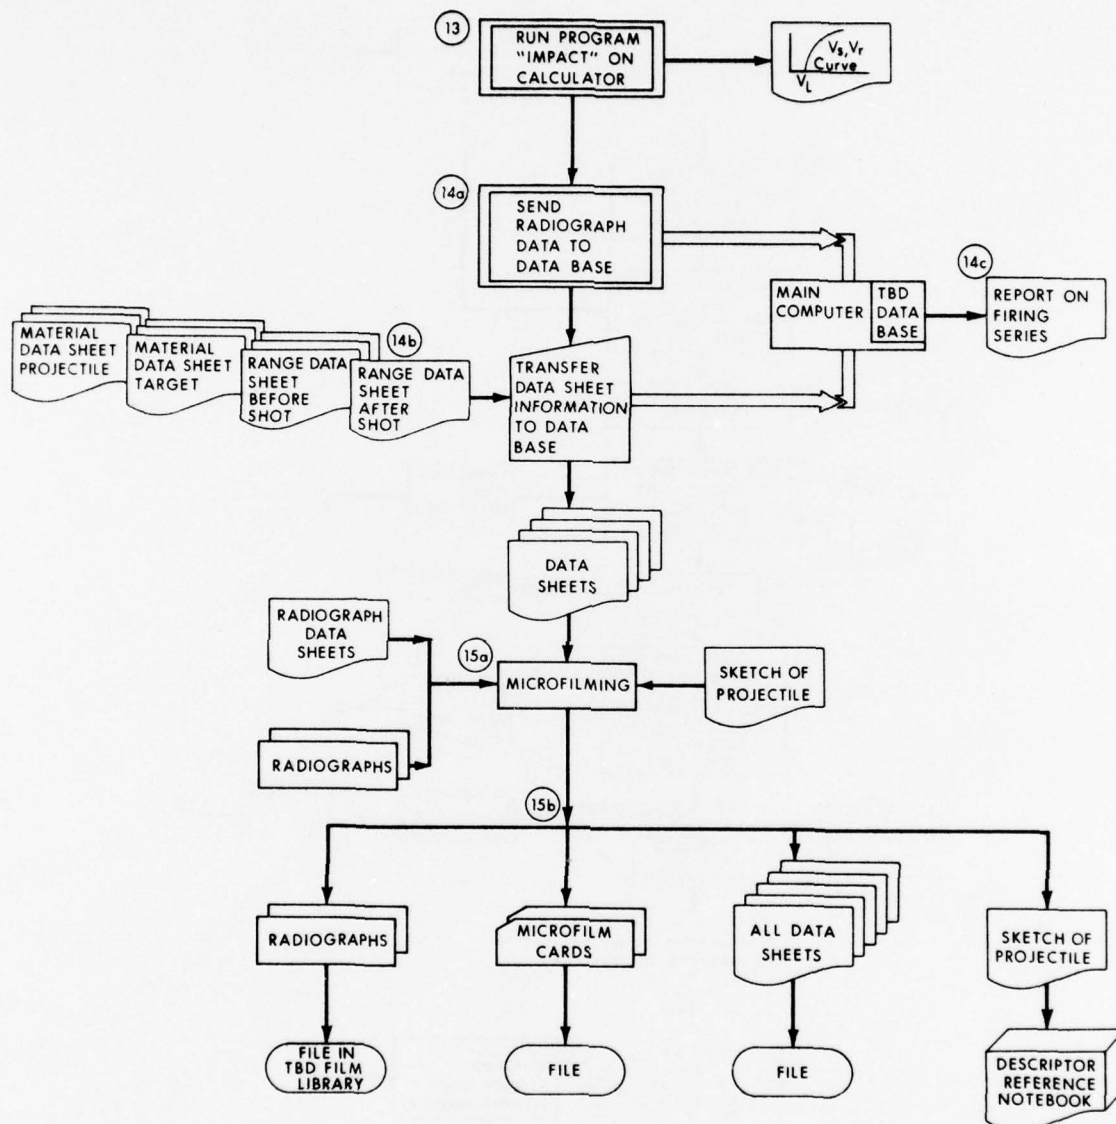 13
RUN PROGRAM
"IMPACT" ON
CALCULATOR
Vs, Vr
Curve
VL
14a
SEND
RADIOGRAPH
DATA TO
DATA BASE
MAIN
COMPUTER
TBD
DATA
BASE
14c
REPORT ON
FIRING
SERIES
MATERIAL
DATA SHEET
PROJECTILE
MATERIAL
DATA SHEET
TARGET
RANGE DATA
SHEET
BEFORE
SHOT
14b
RANGE DATA
SHEET
AFTER
SHOT
TRANSFER
DATA SHEET
INFORMATION
TO DATA
BASE
DATA
SHEETS
RADIOGRAPH
DATA
SHEETS
15a
MICROFILMING
SKETCH OF
PROJECTILE
RADIOGRAPHS
15b
RADIOGRAPHS
MICROFILM
CARDS
ALL DATA
SHEETS
SKETCH OF
PROJECTILE
FILE IN
TBD FILM
LIBRARY
FILE
FILE
DESCRIPTOR
REFERENCE
NOTEBOOK